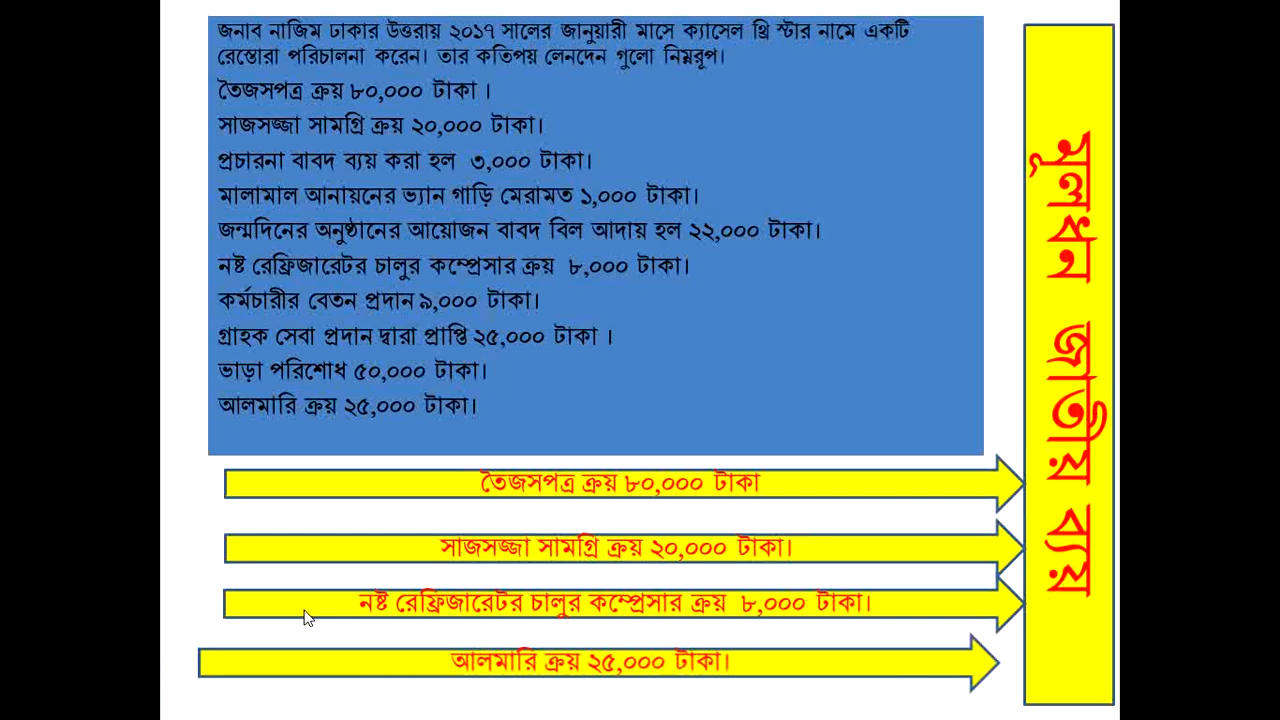 জনাব নাজিম ঢাকার উত্তরায় ২০১৭ সালের জানুয়ারী মাসে ক্যাসেল থ্রি স্টার নামে একটি
রেস্তোরা পরিচালনা করেন। তার কতিপয় লেনদেন গুলো নিম্নরূপ।
তৈজসপত্র ক্রয় ৮০,০০০ টাকা ।
সাজসজ্জা সামগ্রি ক্রয় ২০,০০০ টাকা।
প্রচারনা বাবদ ব্যয় করা হল ৩,০০০ টাকা।
মালামাল আনায়নের ভ্যান গাড়ি মেরামত ১,০০০ টাকা।
জন্মদিনের অনুষ্ঠানের আয়োজন বাবদ বিল আদায় হল ২২,০০০ টাকা।
নষ্ট রেফ্রিজারেটর চালুর কম্প্রেসার ক্রয় ৮,০০০ টাকা।
কর্মচারীর বেতন প্রদান ৯,০০০ টাকা।
গ্রাহক সেবা প্রদান দ্বারা প্রাপ্তি ২৫,০০০ টাকা ।
ভাড়া পরিশোধ ৫০,০০০ টাকা।
আলমারি ক্রয় ২৫,০০০ টাকা।
তৈজসপত্র ক্রয় ৮০,০০০ টাকা
সাজসজ্জা সামগ্রি ক্রয় ২০,০০০ টাকা।
নষ্ট রেফ্রিজারেটর চালুর কম্প্রেসার ক্রয় ৮,০০০ টাকা।
আলমারি ক্রয় ২৫,০০০ টাকা।
মূলধন জাতীয় ব্যয়